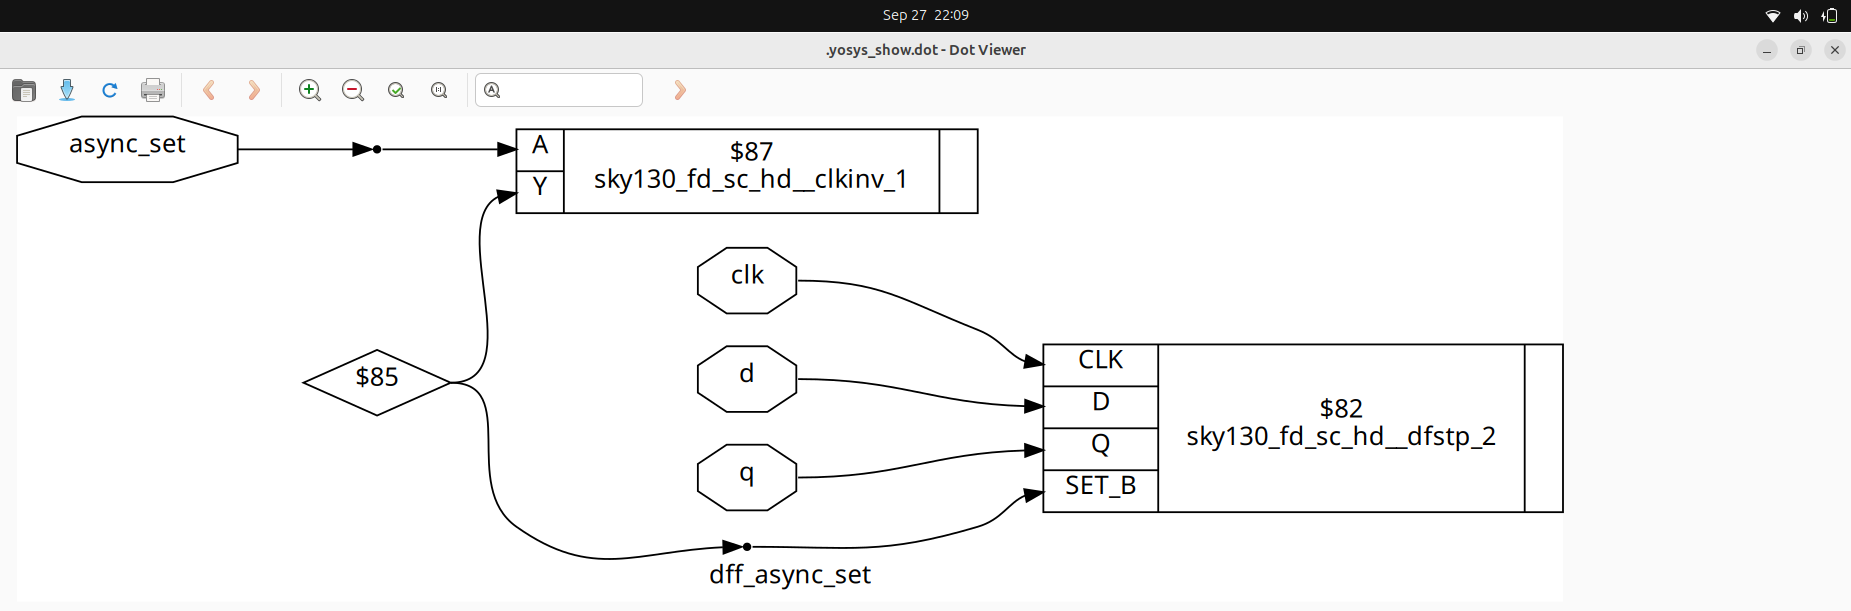 Sep 27 22:09
.yosys_show.dot - Dot Viewer
async_set
A
Y
$87
sky130_fd_sc_hd__clkinv_1
clk
d
q
$85
CLK
D
Q
SET_B
$82
sky130_fd_sc_hd__dfstp_2
dff_async_set